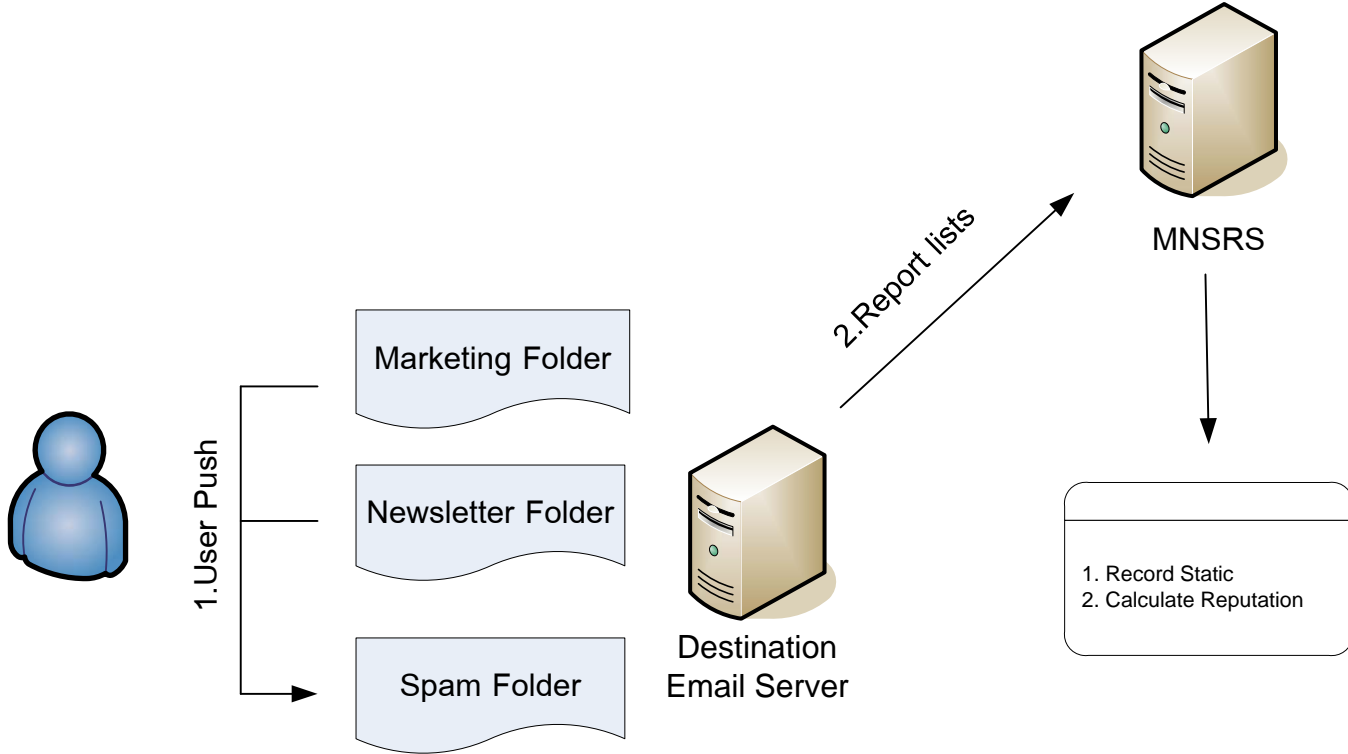 1.User Push
Marketing Folder
Newsletter Folder
Spam Folder
Destination
Email Server
2.Report lists
MNSRS
1. Record Static
2. Calculate Reputation